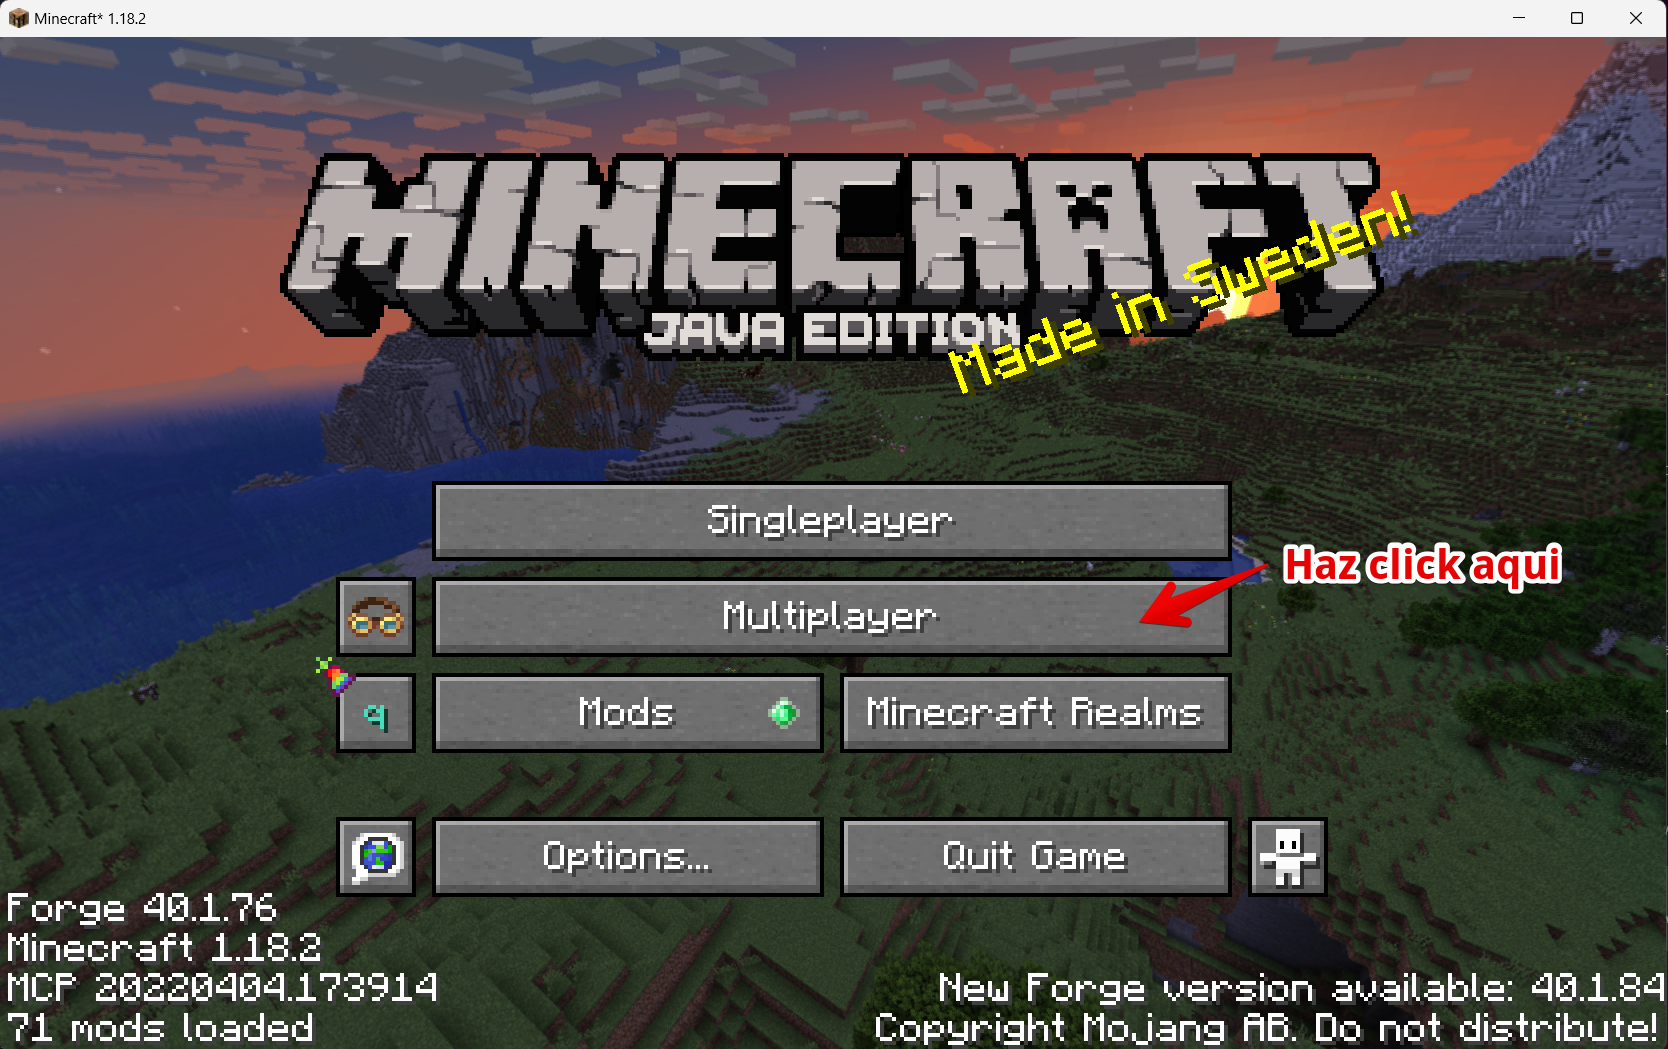 Minecraft* 1.18.2
MINECRAFT
JAVA EDITION
Made in Sweden!
Singleplayer
Haz click aqui
Multiplayer
q
Mods
Minecraft Realms
Options...
Quit Game
Forge 40.1.76
Minecraft 1.18.2
MCP 20220404.173914
71 mods loaded
New Forge version available: 40.1.84
Copyright Mojang AB. Do not distribute!